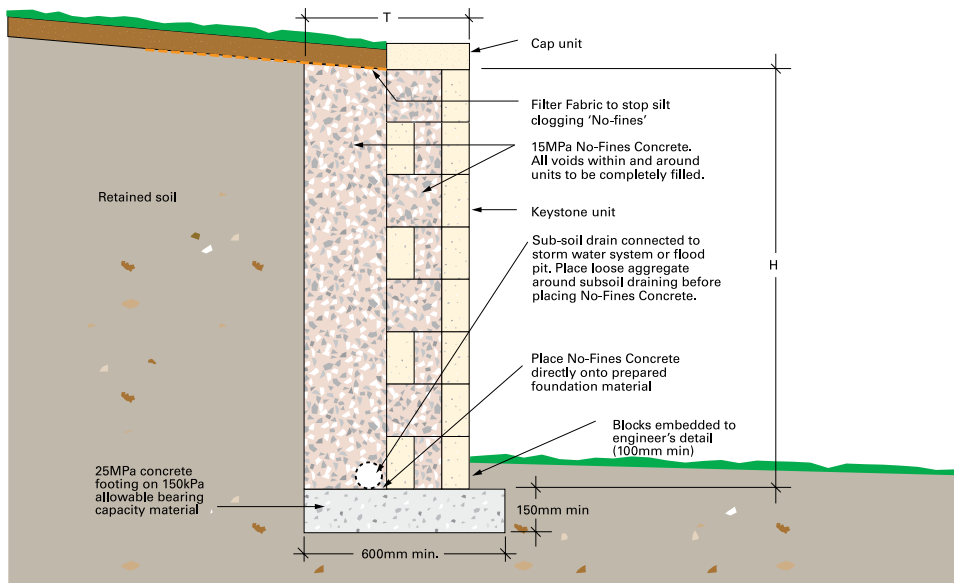 T
Cap unit
Filter Fabric to stop silt
clogging ‘No-fines’
15MPa No-Fines Concrete.
All voids within and around
units to be completely filled.
Retained soil
Keystone unit
Sub-soil drain connected to
storm water system or flood
pit. Place loose aggregate
around subsoil draining before
placing No-Fines Concrete.
H
Place No-Fines Concrete
directly onto prepared
foundation material
Blocks embedded to
engineer’s detail
(100mm min)
25MPa concrete
footing on 150kPa
allowable bearing
capacity material
150mm min
600mm min.